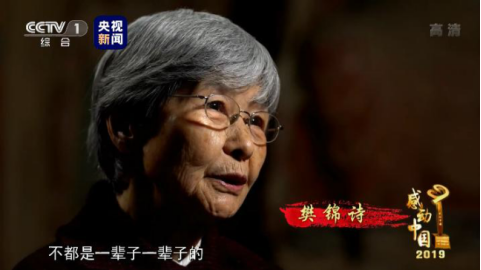 CCTV 1
综合
央视
新闻
高清
樊锦诗
感动
中国
2019
不都是一辈子一辈子的